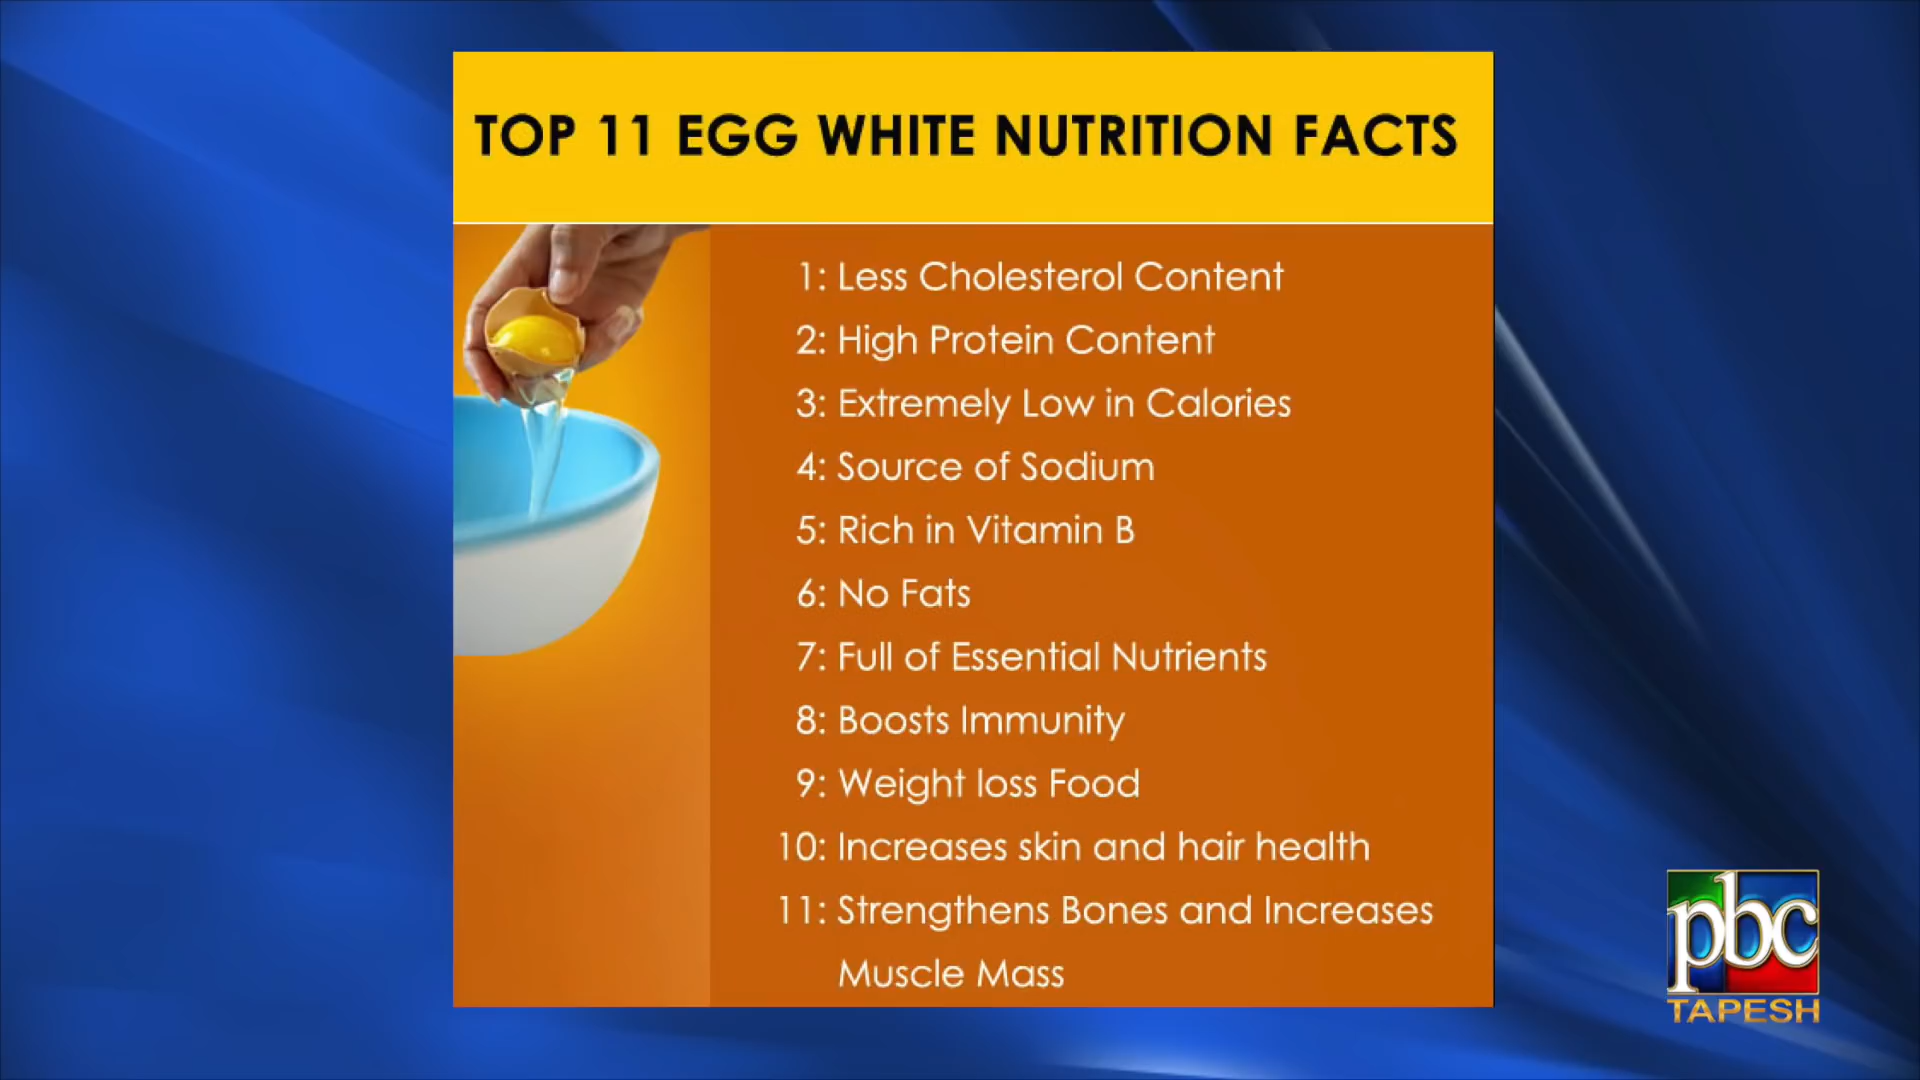 TOP 11 EGG WHITE NUTRITION FACTS
1: Less Cholesterol Content
2: High Protein Content
3: Extremely Low in Calories
4: Source of Sodium
5: Rich in Vitamin B
6: No Fats
7: Full of Essential Nutrients
8: Boosts Immunity
9: Weight loss Food
10: Increases skin and hair health
11: Strengthens Bones and Increases
Muscle Mass
pbc
TAPESH